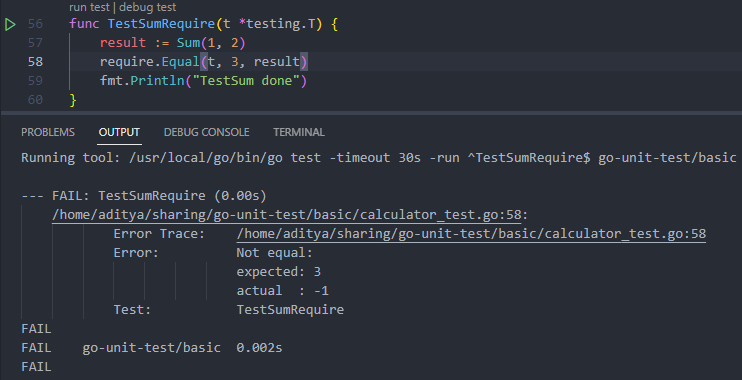 run test | debug test
56 func TestSumRequire(t *testing.T) {
57 result := Sum(1, 2)
58 require.Equal(t, 3, result)
59 fmt.Println("TestSum done")
60 }
PROBLEMS OUTPUT DEBUG CONSOLE TERMINAL
Running tool: /usr/local/go/bin/go test -timeout 30s -run ^TestSumRequire$ go-unit-test/basic
--- FAIL: TestSumRequire (0.00s)
/home/aditya/sharing/go-unit-test/basic/calculator_test.go:58:
Error Trace: /home/aditya/sharing/go-unit-test/basic/calculator_test.go:58
Error: Not equal:
expected: 3
actual : -1
Test: TestSumRequire
FAIL
FAIL go-unit-test/basic 0.002s
FAIL